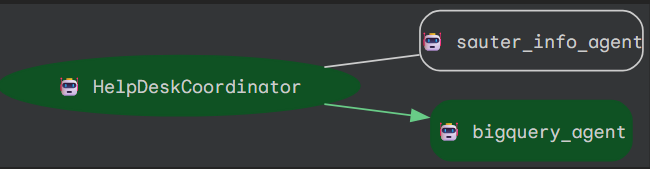 sauter_info_agent
HelpDeskCoordinator
bigquery_agent